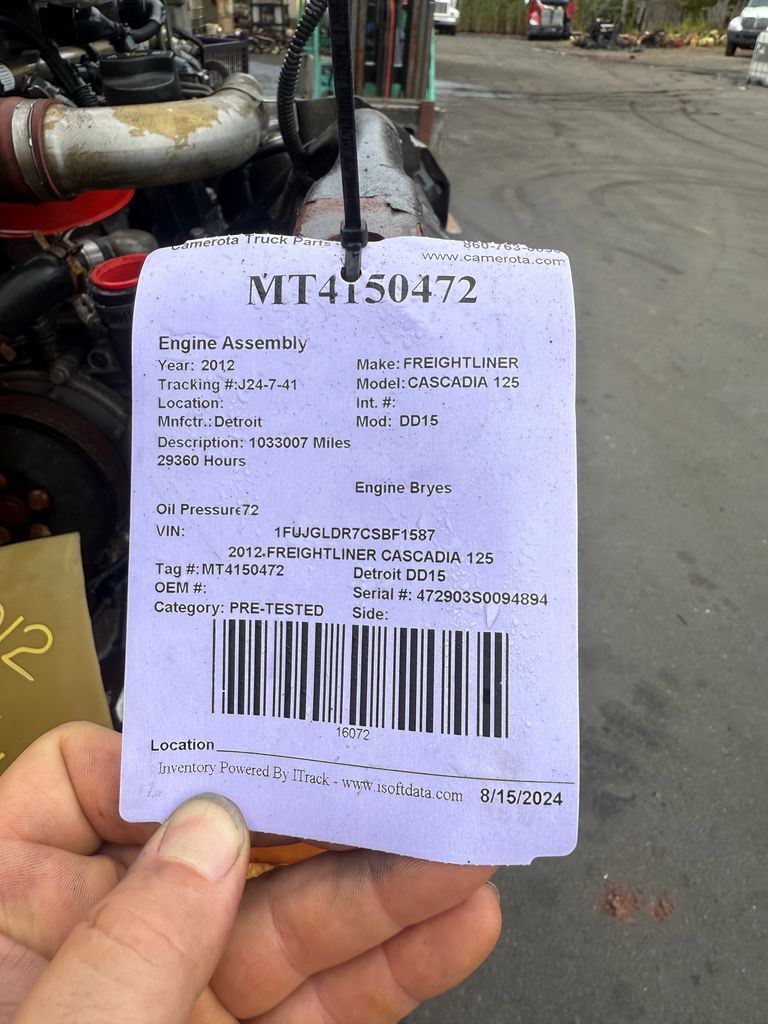 Camerota Truck Parts
www.camerota.com
MT4150472
Engine Assembly
Year: 2012 Make: FREIGHTLINER
Tracking #:J24-7-41 Model: CASCADIA 125
Location: Int. #:
Mnfctr.: Detroit Mod: DD15
Description: 1033007 Miles
29360 Hours
Engine Bryes
Oil Pressure72
VIN: 1FUJGLDR7CSBF1587
2012 FREIGHTLINER CASCADIA 125
Tag #: MT4150472 Detroit DD15
OEM #: Serial #: 472903S0094894
Category: PRE-TESTED Side:
16072
Location
Inventory Powered By ITrack - www.isoftdata.com 8/15/2024